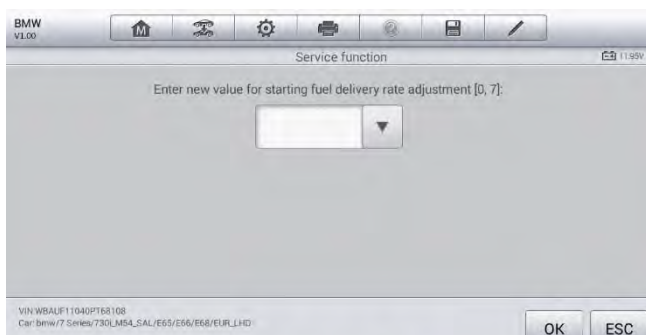 BMW
V1.00
Service function
11.95V
Enter new value for starting fuel delivery rate adjustment [0, 7]:
VIN WBAUF11040PT68108
Car: bmw/7 Series/730i_M54_SAL/E65/E66/E68/EUR_LHD
OK ESC